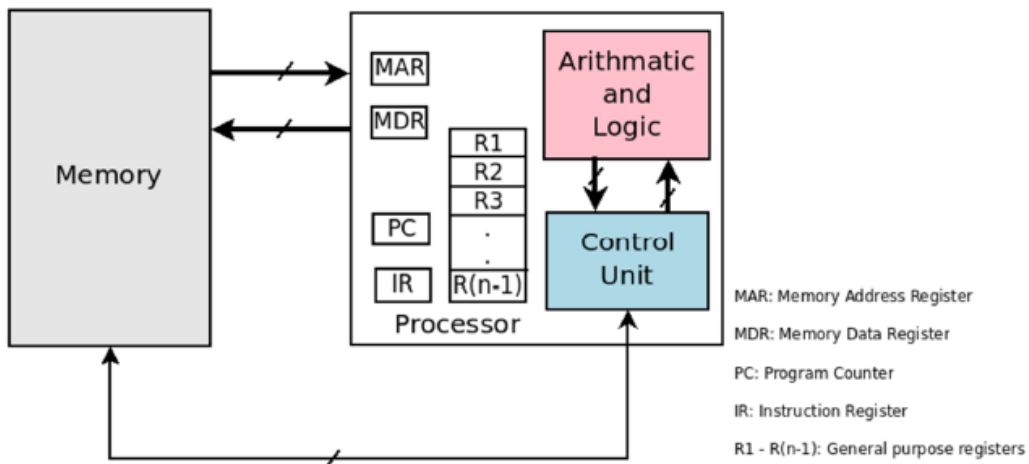 Memory
MAR
MDR
PC
IR
R1
R2
R3
.
.
R(n-1)
Processor
Arithmatic
and
Logic
Control
Unit
MAR: Memory Address Register
MDR: Memory Data Register
PC: Program Counter
IR: Instruction Register
R1 - R(n-1): General purpose registers